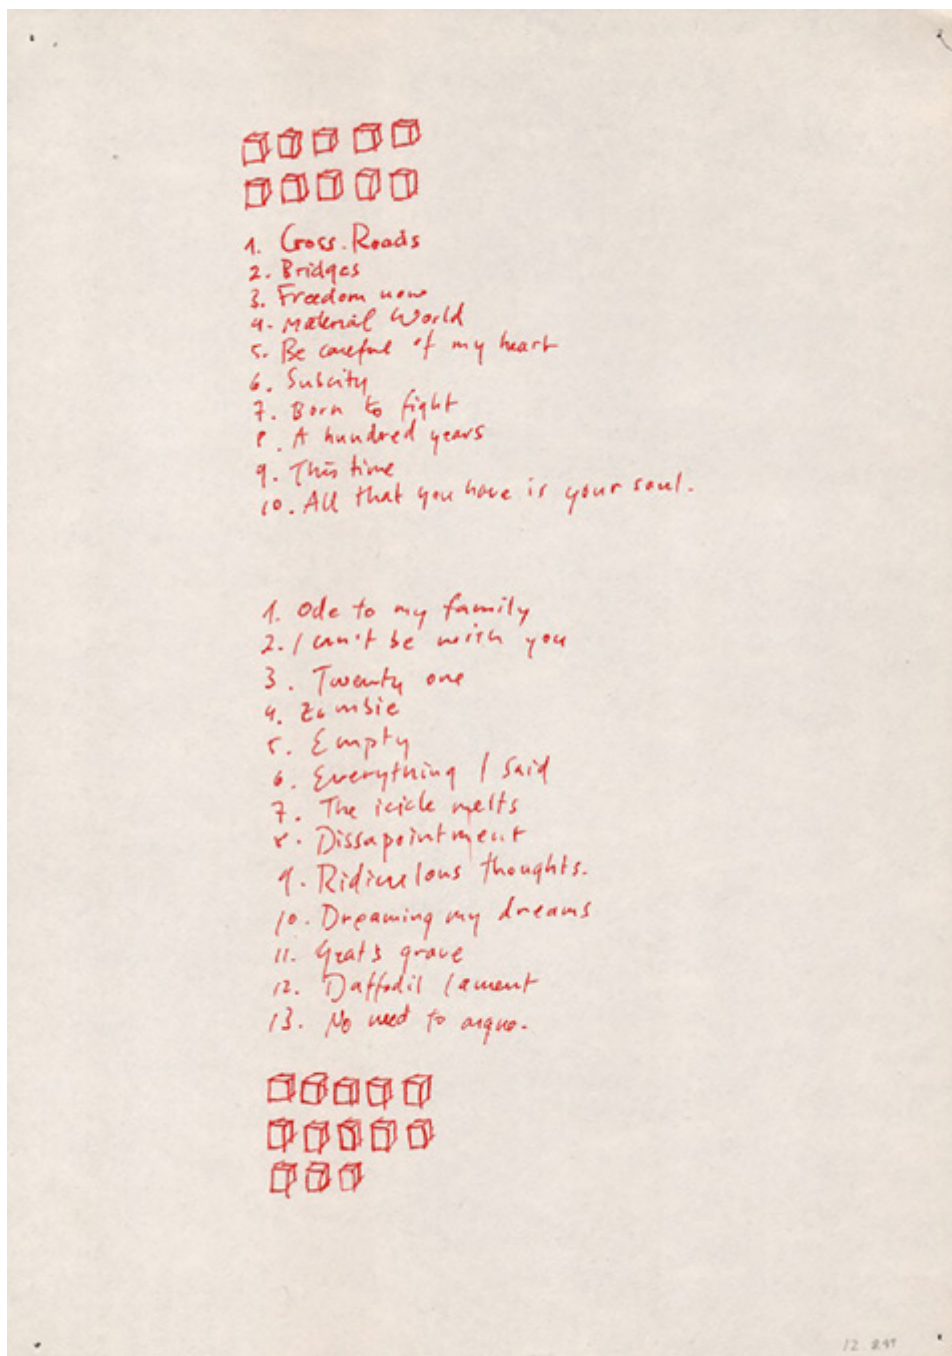 1. Cross. Roads
2. Bridges
3. Freedom now
4. Material World
5. Be careful of my heart
6. Subcity
7. Born to fight
8. A hundred years
9. This time
10. All that you have is your soul.
1. Ode to my family
2. I can't be with you
3. Twenty one
4. Zombie
5. Empty
6. Everything I said
7. The icicle melts
8. Dissapointment
9. Ridiculous thoughts.
10. Dreaming my dreams
11. Yeats grave
12. Daffodil lament
13. No need to argue.